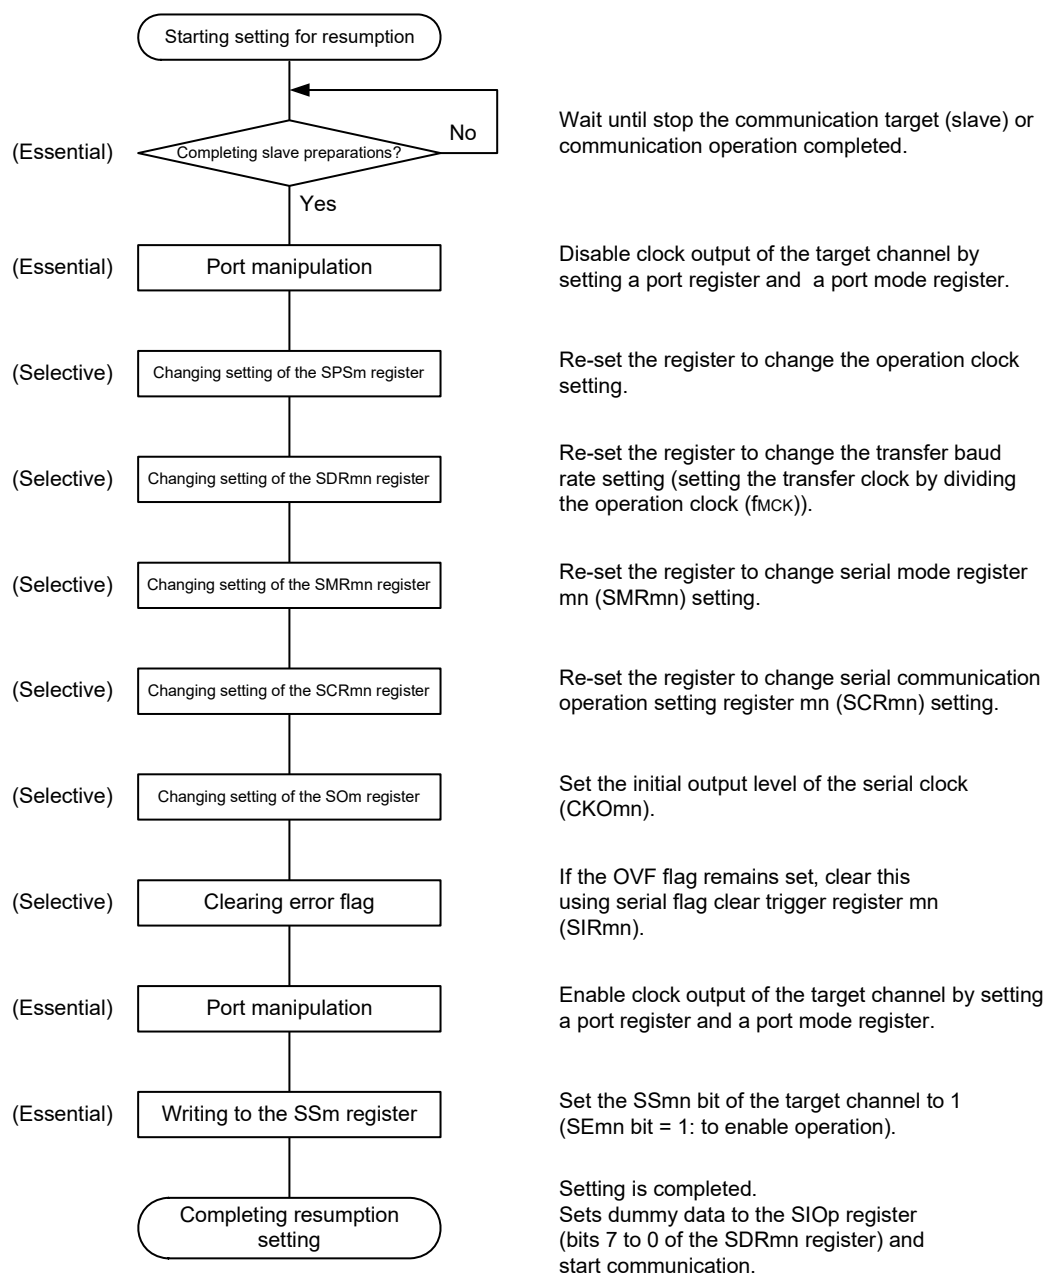 Starting setting for resumption
No
(Essential)
Completing slave preparations?
Wait until stop the communication target (slave) or
communication operation completed.
Yes
(Essential)
Port manipulation
Disable clock output of the target channel by
setting a port register and  a port mode register.
(Selective)
Changing setting of the SPSm register
Re-set the register to change the operation clock
setting.
(Selective)
Changing setting of the SDRmn register
Re-set the register to change the transfer baud
rate setting (setting the transfer clock by dividing
the operation clock (fMCK)).
(Selective)
Changing setting of the SMRmn register
Re-set the register to change serial mode register
mn (SMRmn) setting.
(Selective)
Changing setting of the SCRmn register
Re-set the register to change serial communication
operation setting register mn (SCRmn) setting.
(Selective)
Changing setting of the SOm register
Set the initial output level of the serial clock
(CKOmn).
(Selective)
Clearing error flag
If the OVF flag remains set, clear this
using serial flag clear trigger register mn
(SIRmn).
(Essential)
Port manipulation
Enable clock output of the target channel by setting
a port register and a port mode register.
(Essential)
Writing to the SSm register
Set the SSmn bit of the target channel to 1
(SEmn bit = 1: to enable operation).
Completing resumption
setting
Setting is completed.
Sets dummy data to the SIOp register
(bits 7 to 0 of the SDRmn register) and
start communication.